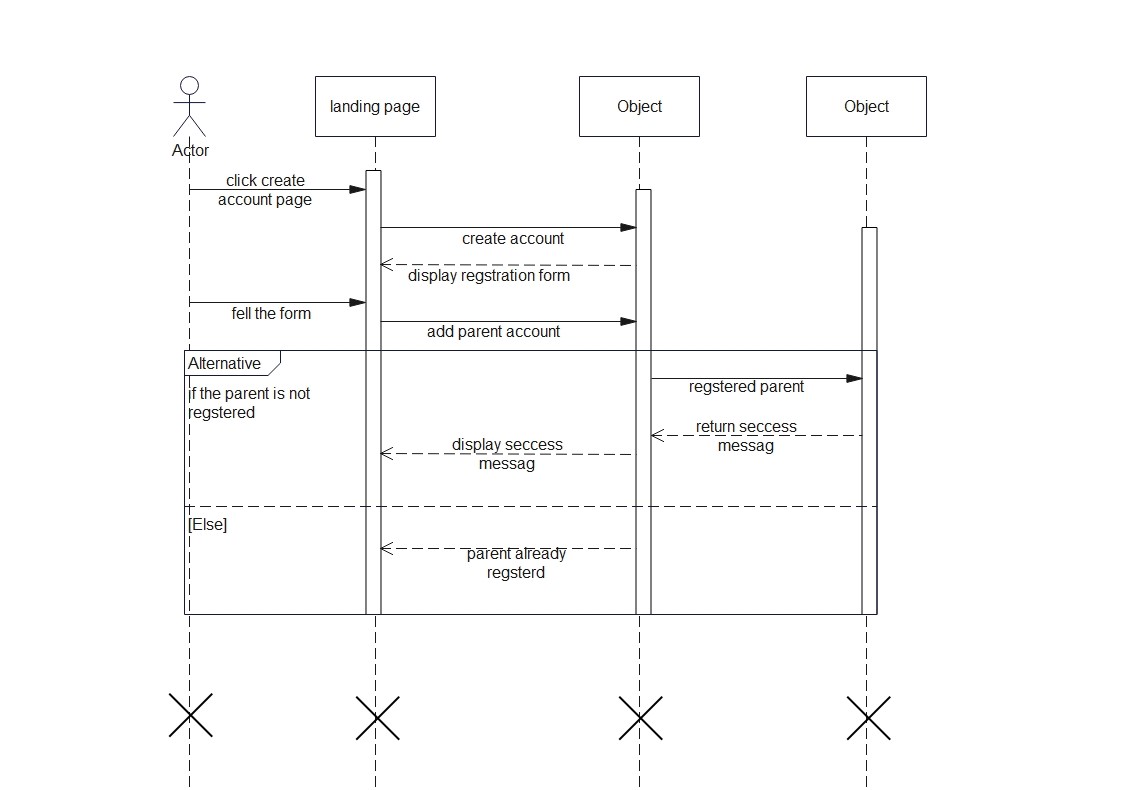 landing page
Object
Object
Actor
click create
account page
create account
display regstration form
fell the form
add parent account
Alternative
if the parent is not
regstered
regstered parent
return seccess
messag
display seccess
messag
[Else]
parent already
regsterd